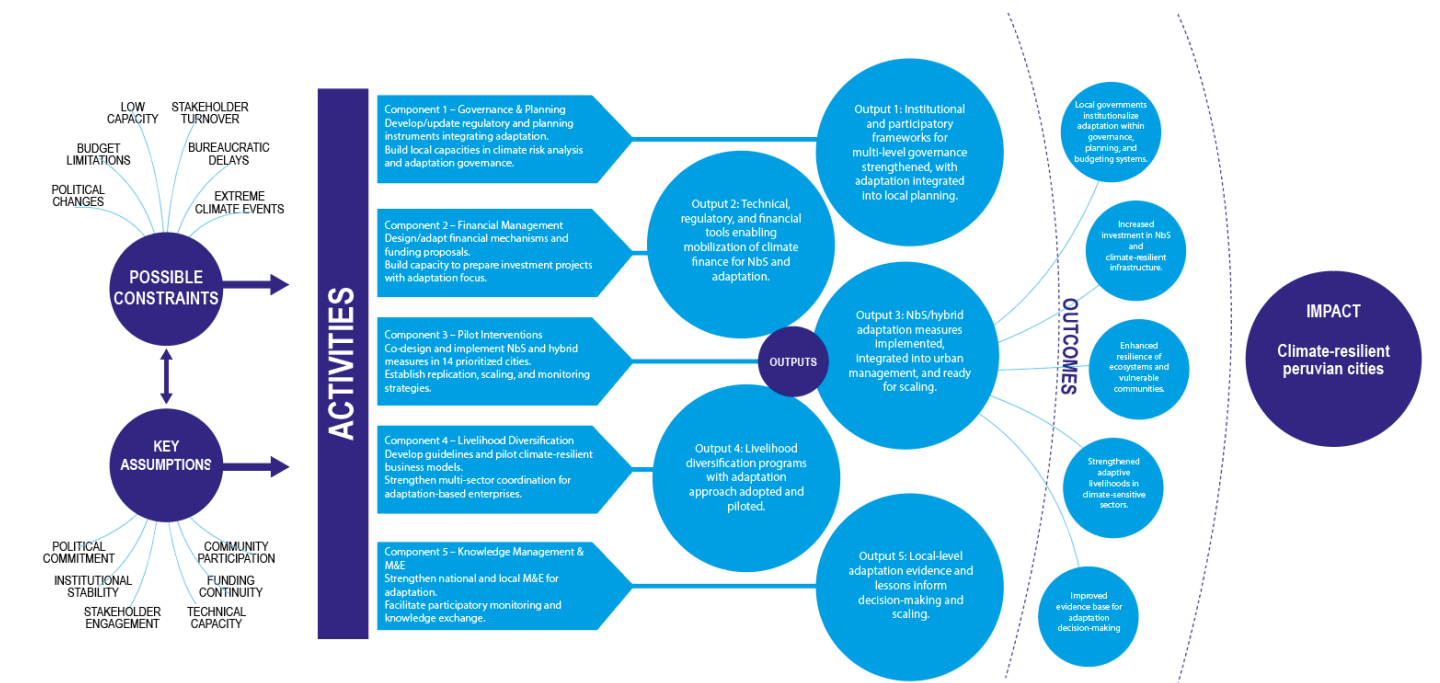 LOW
CAPACITY
STAKEHOLDER
TURNOVER
BUDGET
LIMITATIONS
BUREAUCRATIC
DELAYS
POLITICAL
CHANGES
EXTREME
CLIMATE EVENTS
POSSIBLE
CONSTRAINTS
KEY
ASSUMPTIONS
POLITICAL
COMMITMENT
COMMUNITY
PARTICIPATION
INSTITUTIONAL
STABILITY
FUNDING
CONTINUITY
STAKEHOLDER
ENGAGEMENT
TECHNICAL
CAPACITY
ACTIVITIES
Component 1 – Governance & Planning
Develop/update regulatory and planning
instruments integrating adaptation.
Build local capacities in climate risk analysis
and adaptation governance.
Component 2 – Financial Management
Design/adapt financial mechanisms and
funding proposals.
Build capacity to prepare investment projects
with adaptation focus.
Component 3 – Pilot Interventions
Co-design and implement NbS and hybrid
measures in 14 prioritized cities.
Establish replication, scaling, and monitoring
strategies.
Component 4 – Livelihood Diversification
Develop guidelines and pilot climate-resilient
business models.
Strengthen multi-sector coordination for
adaptation-based enterprises.
Component 5 – Knowledge Management &
M&E
Strengthen national and local M&E for
adaptation.
Facilitate participatory monitoring and
knowledge exchange.
Output 1: Institutional
and participatory
frameworks for
multi-level governance
strengthened, with
adaptation integrated
into local planning.
Output 2: Technical,
regulatory, and financial
tools enabling
mobilization of climate
finance for NbS and
adaptation.
OUTPUTS
Output 3: NbS/hybrid
adaptation measures
implemented,
integrated into urban
management, and ready
for scaling.
Output 4: Livelihood
diversification programs
with adaptation
approach adopted and
piloted.
Output 5: Local-level
adaptation evidence and
lessons inform
decision-making and
scaling.
OUTCOMES
Local governments
institutionalize
adaptation within
governance,
planning, and
budgeting systems.
Increased
investment in NbS
and
climate-resilient
infrastructure.
Enhanced
resilience of
ecosystems and
vulnerable
communities.
Strengthened
adaptive
livelihoods in
climate-sensitive
sectors.
Improved
evidence base for
adaptation
decision-making
IMPACT
Climate-resilient
peruvian cities